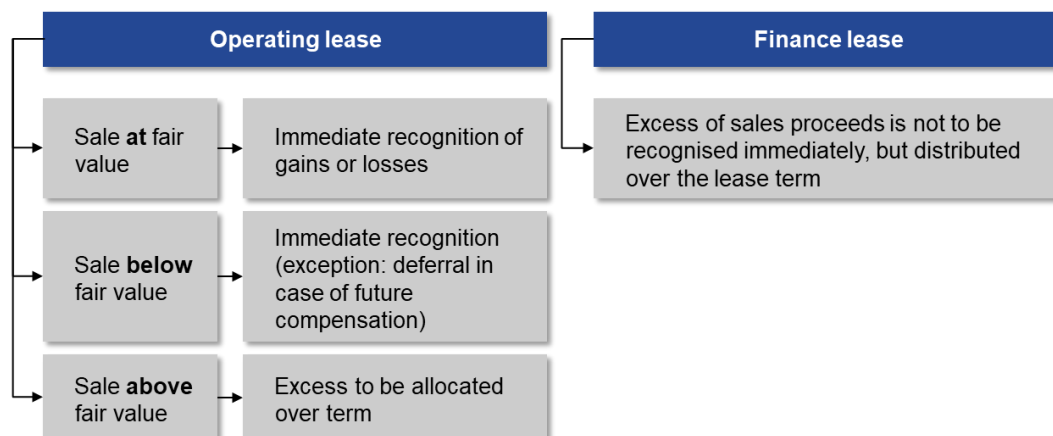 Operating lease
Finance lease
Sale at fair
value
Immediate recognition of
gains or losses
Excess of sales proceeds is not to be
recognised immediately, but distributed
over the lease term
Sale below
fair value
Immediate recognition
(exception: deferral in
case of future
compensation)
Sale above
fair value
Excess to be allocated
over term